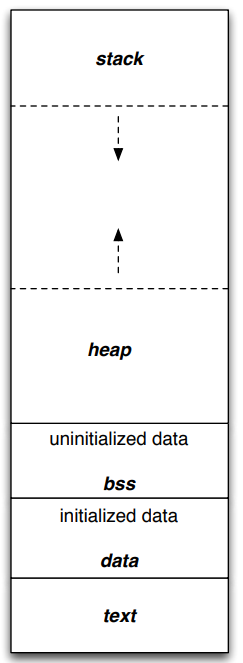 stack
heap
uninitialized data
bss
initialized data
data
text